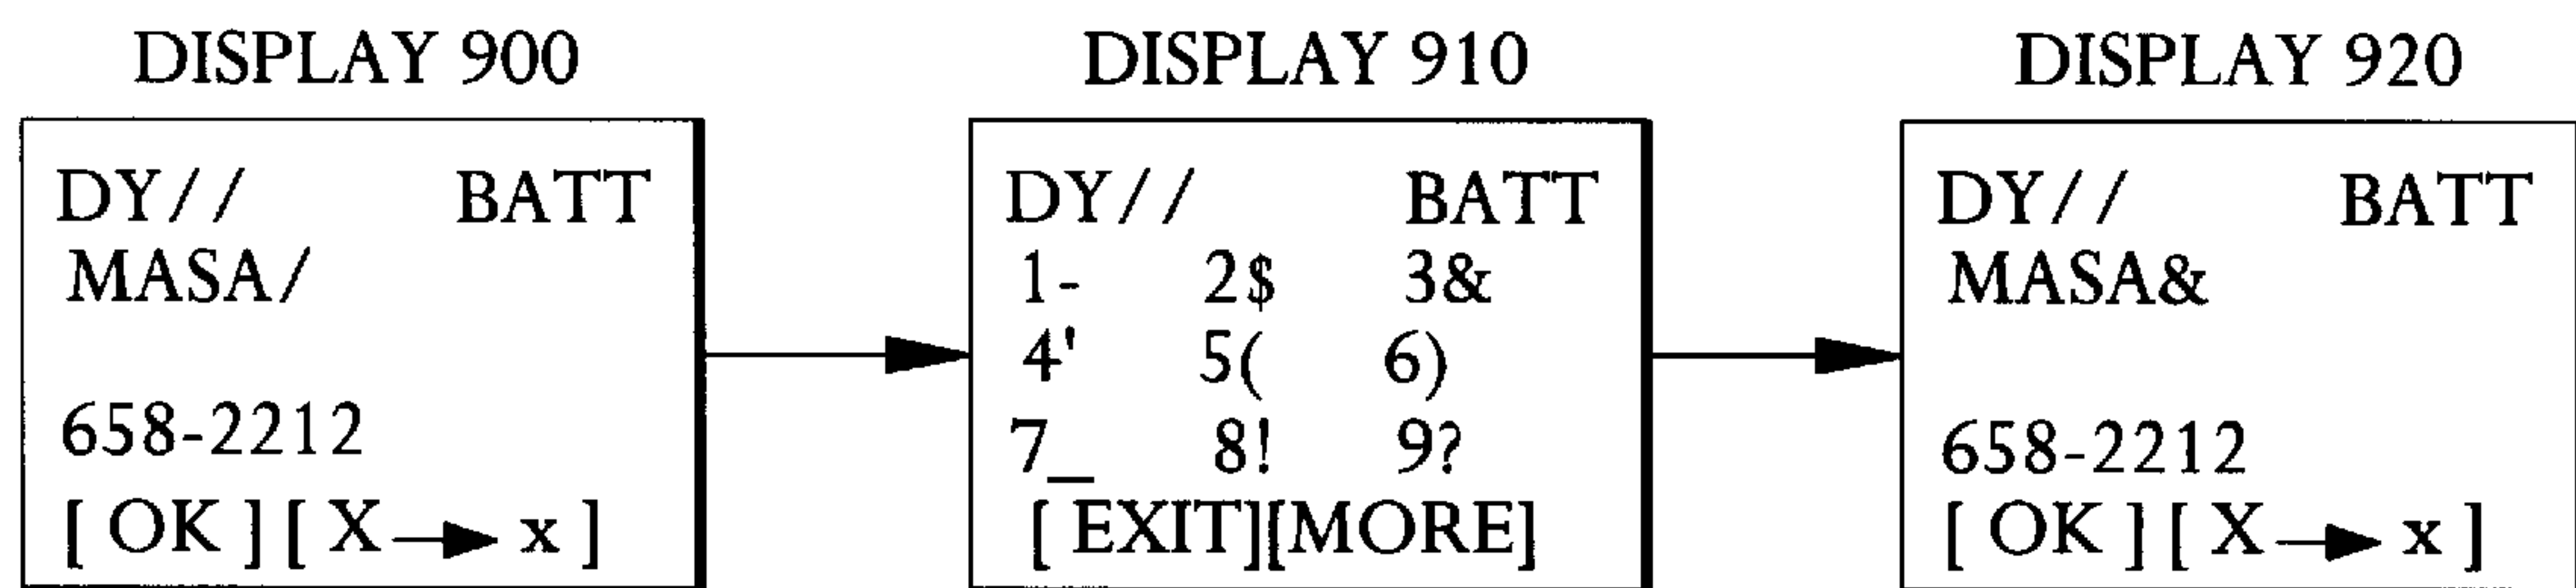 DISPLAY 900
DY// BATT
MASA/
658-2212
[ OK ] [ X → x ]
DISPLAY 910
DY// BATT
1- 2$ 3&
4' 5( 6)
7_ 8! 9?
[ EXIT][MORE]
DISPLAY 920
DY// BATT
MASA&
658-2212
[ OK ] [ X → x ]